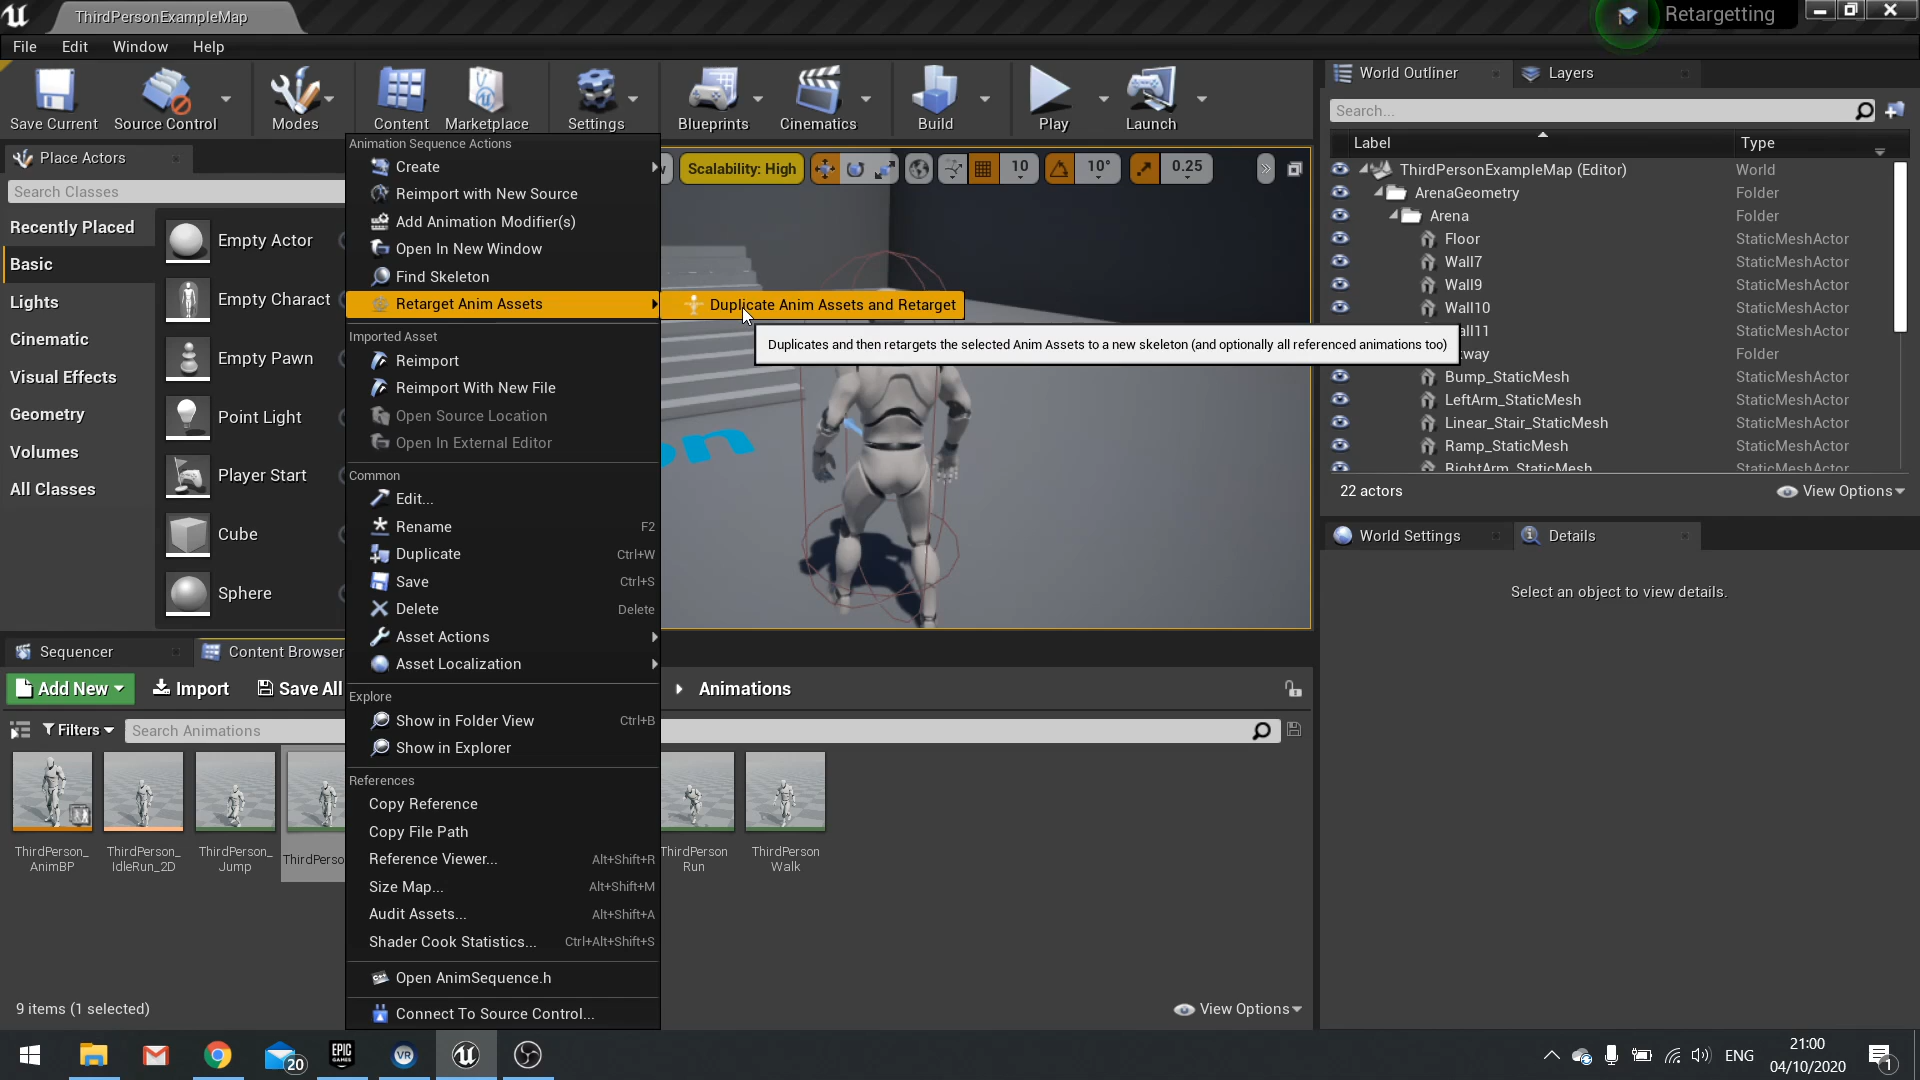 ThirdPersonExampleMap
Retargetting
File Edit Window Help
Save Current
Source Control
Modes
Content
Marketplace
Settings
Blueprints
Cinematics
Build
Play
Launch
Place Actors
Search Classes
Recently Placed
Basic
Lights
Cinematic
Visual Effects
Geometry
Volumes
All Classes
Empty Actor
Empty Charact
Empty Pawn
Point Light
Player Start
Cube
Sphere
Animation Sequence Actions
Create
Reimport with New Source
Add Animation Modifier(s)
Open In New Window
Find Skeleton
Retarget Anim Assets
Imported Asset
Reimport
Reimport With New File
Open Source Location
Open In External Editor
Common
Edit...
Rename F2
Duplicate Ctrl+W
Save Ctrl+S
Delete Delete
Asset Actions
Asset Localization
Explore
Show in Folder View Ctrl+B
Show in Explorer
References
Copy Reference
Copy File Path
Reference Viewer... Alt+Shift+R
Size Map... Alt+Shift+M
Audit Assets... Alt+Shift+A
Shader Cook Statistics... Ctrl+Alt+Shift+S
Open AnimSequence.h
Connect To Source Control...
Duplicate Anim Assets and Retarget
Duplicates and then retargets the selected Anim Assets to a new skeleton (and optionally all referenced animations too)
Scalability: High
10
10°
0.25
on
World Outliner
Layers
Search...
Label Type
ThirdPersonExampleMap (Editor) World
ArenaGeometry Folder
Arena Folder
Floor StaticMeshActor
Wall7 StaticMeshActor
Wall9 StaticMeshActor
Wall10 StaticMeshActor
all11 StaticMeshActor
way Folder
Bump_StaticMesh StaticMeshActor
LeftArm_StaticMesh StaticMeshActor
Linear_Stair_StaticMesh StaticMeshActor
Ramp_StaticMesh StaticMeshActor
RightArm_StaticMesh StaticMeshActor
22 actors
View Options
World Settings
Details
Select an object to view details.
Sequencer
Content Browser
Add New
Import
Save All
Animations
Filters
Search Animations
ThirdPerson_
AnimBP
ThirdPerson_
IdleRun_2D
ThirdPerson_
Jump
ThirdPerso
ThirdPerson
Run
ThirdPerson
Walk
9 items (1 selected)
View Options
20
EPIC
GAMES
VR
ENG
21:00
04/10/2020
1